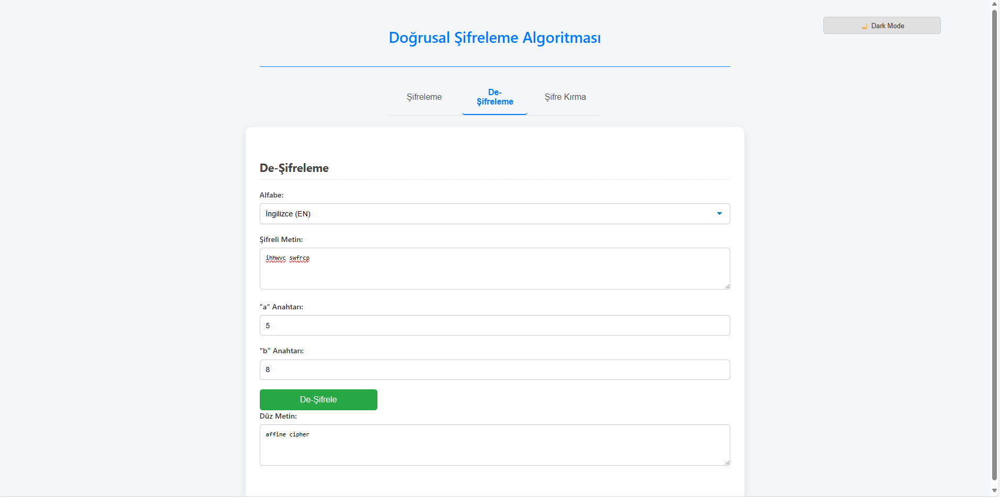 🌙 Dark Mode
Doğrusal Şifreleme Algoritması
Şifreleme
De-
Şifreleme
Şifre Kırma
De-Şifreleme
Alfabe:
İngilizce (EN)
Şifreli Metin:
ihhwvc swfrcp
"a" Anahtarı:
5
"b" Anahtarı:
8
De-Şifrele
Düz Metin:
affine cipher